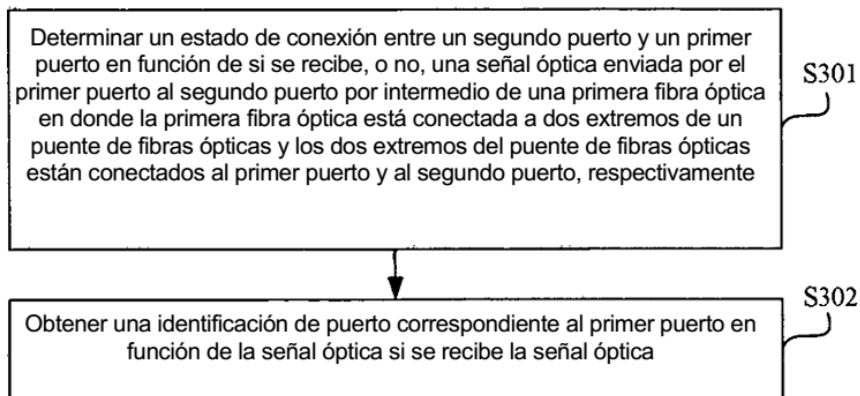 Determinar un estado de conexión entre un segundo puerto y un primer
puerto en función de si se recibe, o no, una señal óptica enviada por el
primer puerto al segundo puerto por intermedio de una primera fibra óptica
en donde la primera fibra óptica está conectada a dos extremos de un
puente de fibras ópticas y los dos extremos del puente de fibras ópticas
están conectados al primer puerto y al segundo puerto, respectivamente
S301
Obtener una identificación de puerto correspondiente al primer puerto en
función de la señal óptica si se recibe la señal óptica
S302